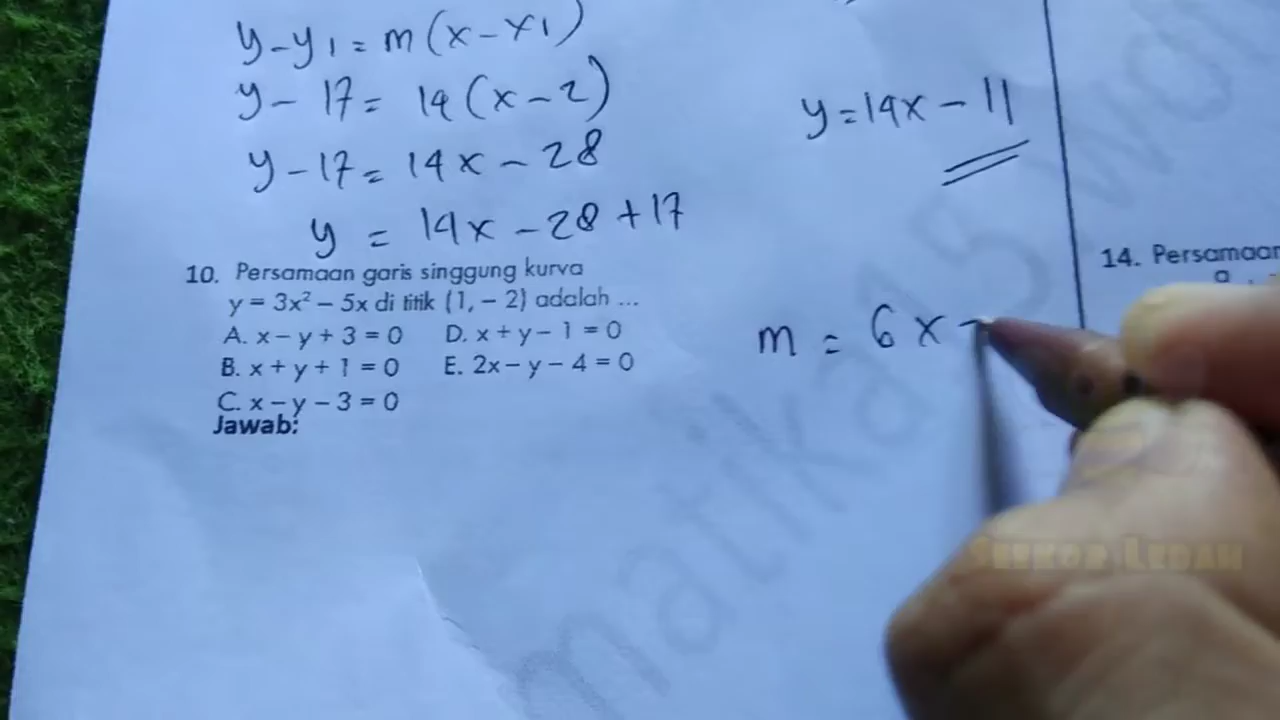 y - y1 = m(x - x1)
y - 17 = 14(x - 2)
y - 17 = 14x - 28
y = 14x - 28 + 17
y = 14x - 11
10. Persamaan garis singgung kurva
y = 3x² – 5x di titik (1, – 2) adalah ...
A. x – y + 3 = 0 D. x + y – 1 = 0
B. x + y + 1 = 0 E. 2x – y – 4 = 0
C. x – y – 3 = 0
Jawab:
m = 6x -
14. Persamaan
matika15